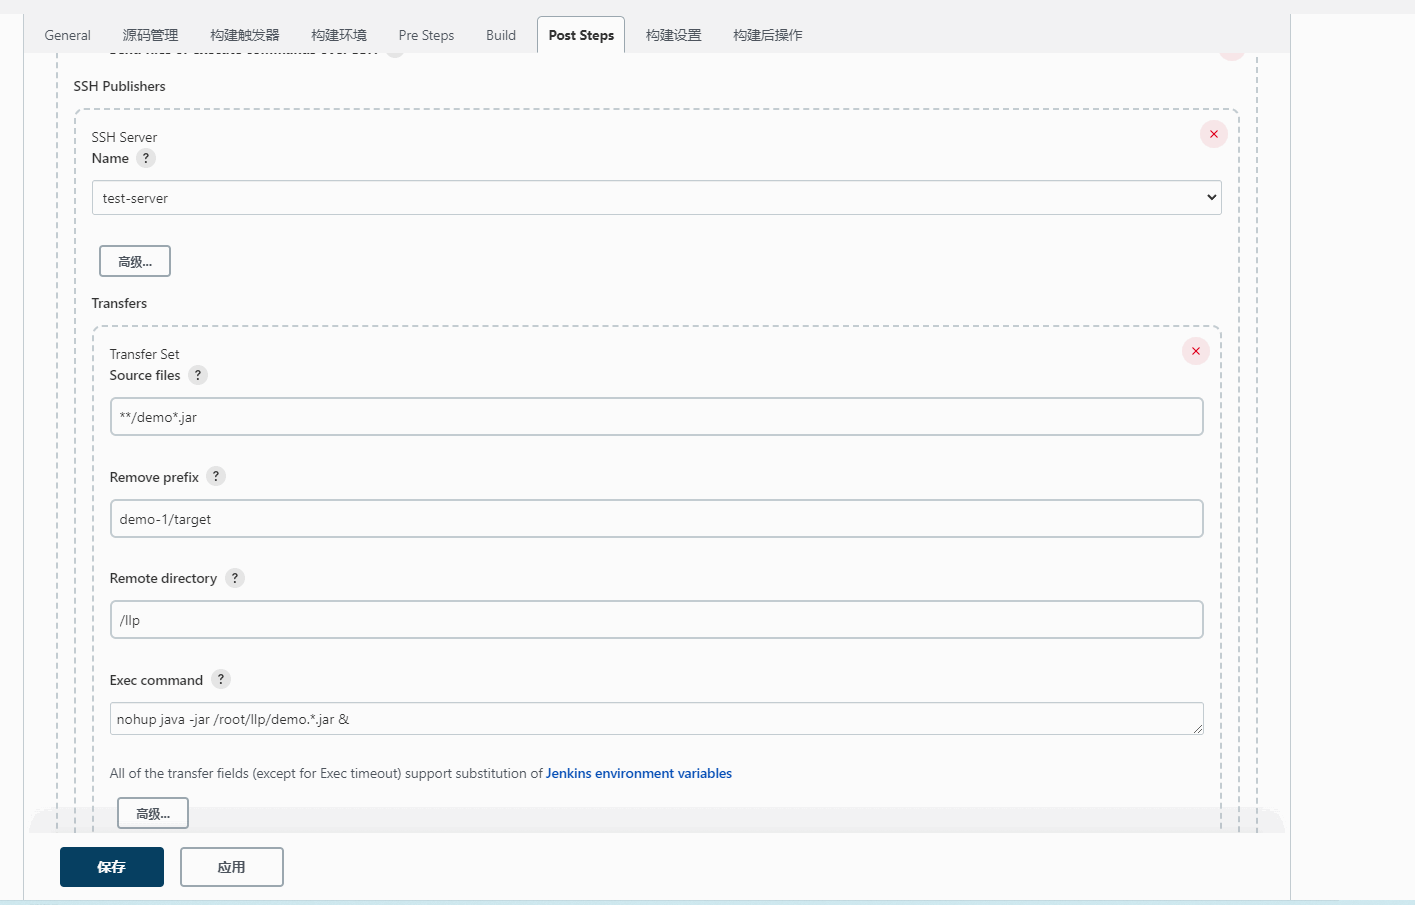 General 源码管理 构建触发器 构建环境 Pre Steps Build Post Steps 构建设置 构建后操作
SSH Publishers
SSH Server
Name ?
test-server
高级...
Transfers
Transfer Set
Source files ?
**/demo*.jar
Remove prefix ?
demo-1/target
Remote directory ?
/llp
Exec command ?
nohup java -jar /root/llp/demo.*.jar &
All of the transfer fields (except for Exec timeout) support substitution of Jenkins environment variables
高级...
保存 应用